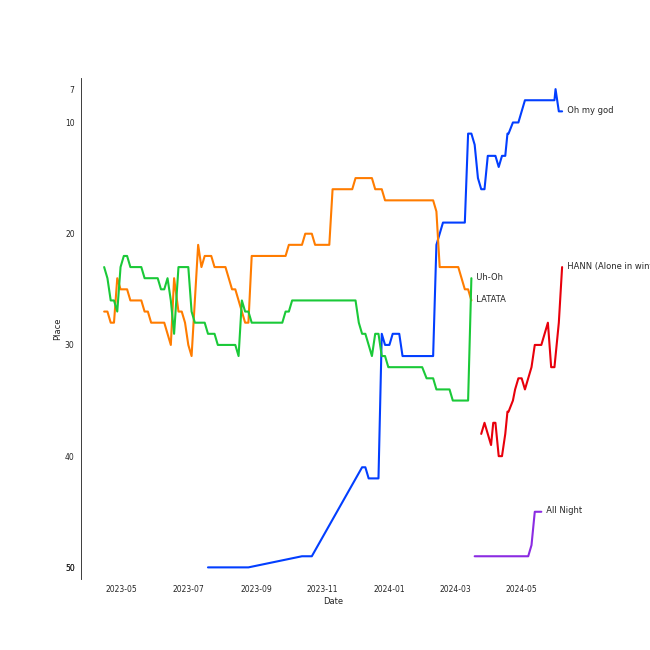 7
10
Oh my god
20
HANN (Alone in win
Uh-Oh
LATATA
Place
30
40
All Night
50
2023-05
2023-07
2023-09
2023-11
2024-01
2024-03
2024-05
Date